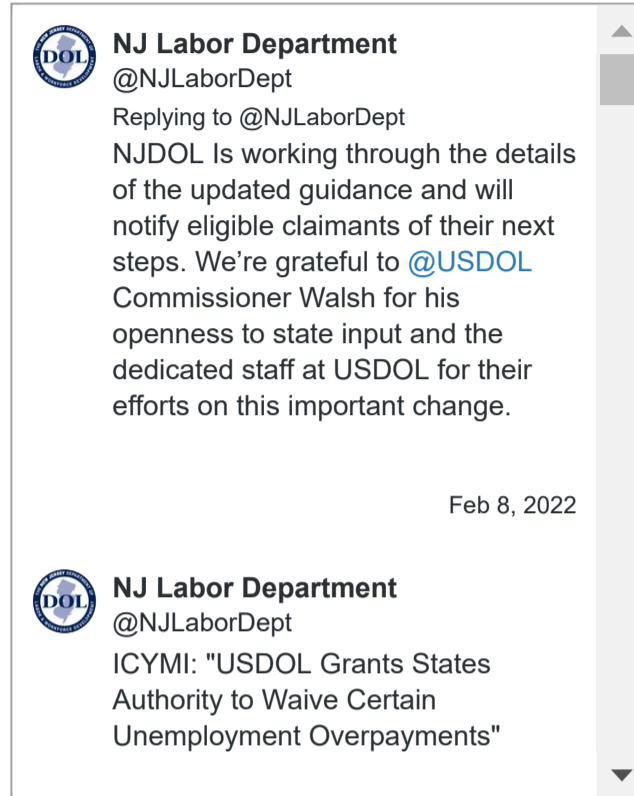 NJ Labor Department
@NJLaborDept
Replying to @NJLaborDept
NJDOL Is working through the details
of the updated guidance and will
notify eligible claimants of their next
steps. We’re grateful to @USDOL
Commissioner Walsh for his
openness to state input and the
dedicated staff at USDOL for their
efforts on this important change.
Feb 8, 2022
DOL
NJ Labor Department
@NJLaborDept
ICYMI: "USDOL Grants States
Authority to Waive Certain
Unemployment Overpayments"
DOL